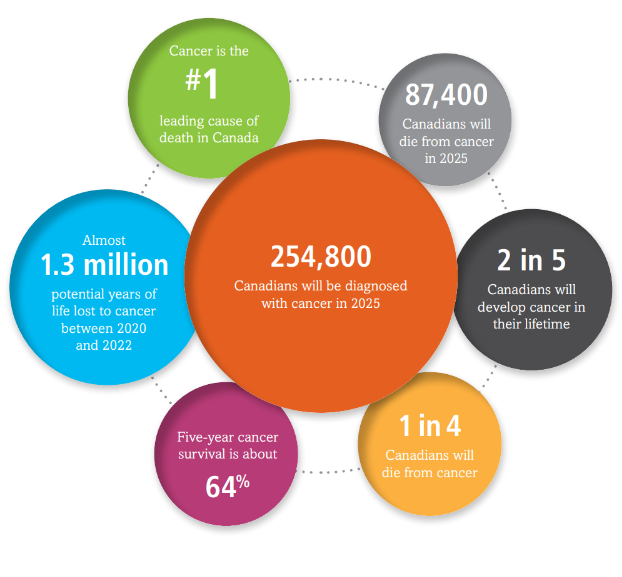 Cancer is the
#1
leading cause of
death in Canada
87,400
Canadians will
die from cancer
in 2025
Almost
1.3 million
potential years of
life lost to cancer
between 2020
and 2022
254,800
Canadians will be diagnosed
with cancer in 2025
2 in 5
Canadians will
develop cancer in
their lifetime
Five-year cancer
survival is about
64%
1 in 4
Canadians will
die from cancer